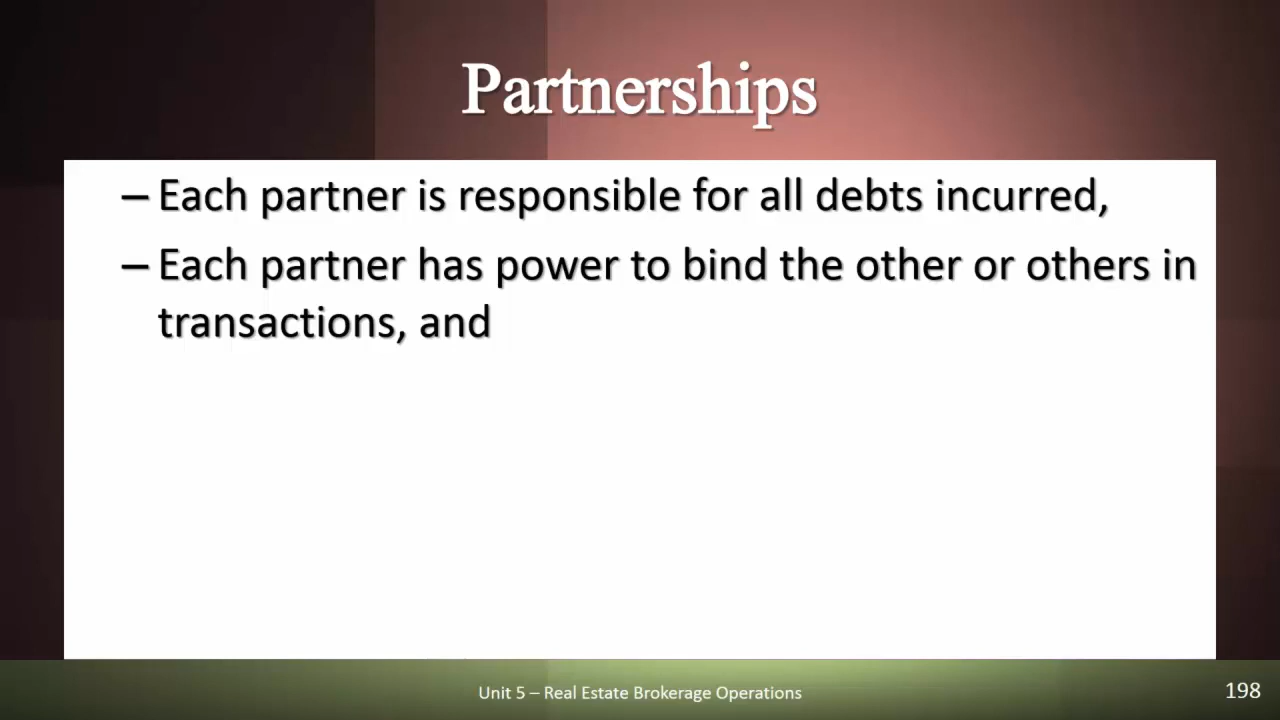 Partnerships
– Each partner is responsible for all debts incurred,
– Each partner has power to bind the other or others in
transactions, and
Unit 5 – Real Estate Brokerage Operations
198